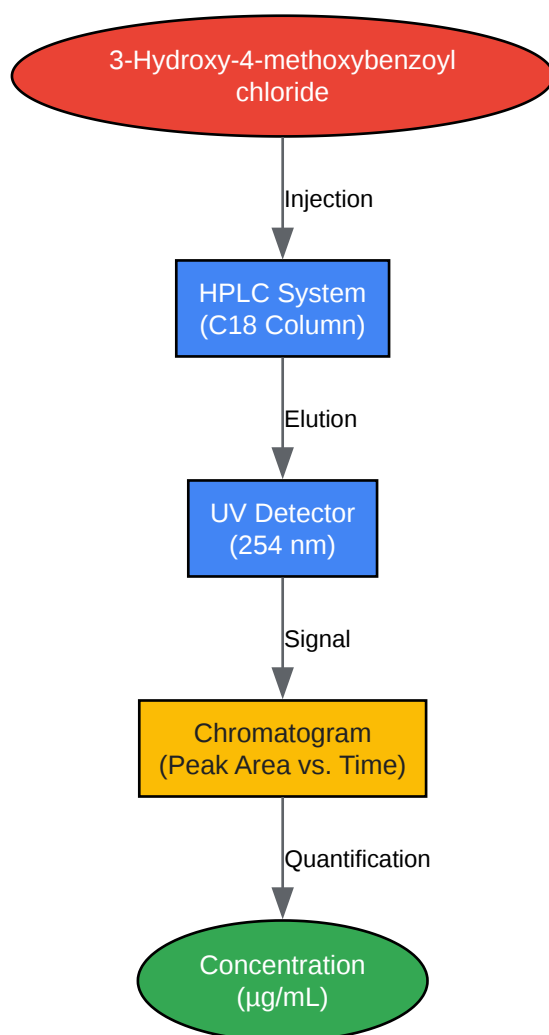 3-Hydroxy-4-methoxybenzoyl
chloride
Injection
HPLC System
(C18 Column)
Elution
UV Detector
(254 nm)
Signal
Chromatogram
(Peak Area vs. Time)
Quantification
Concentration
(µg/mL)